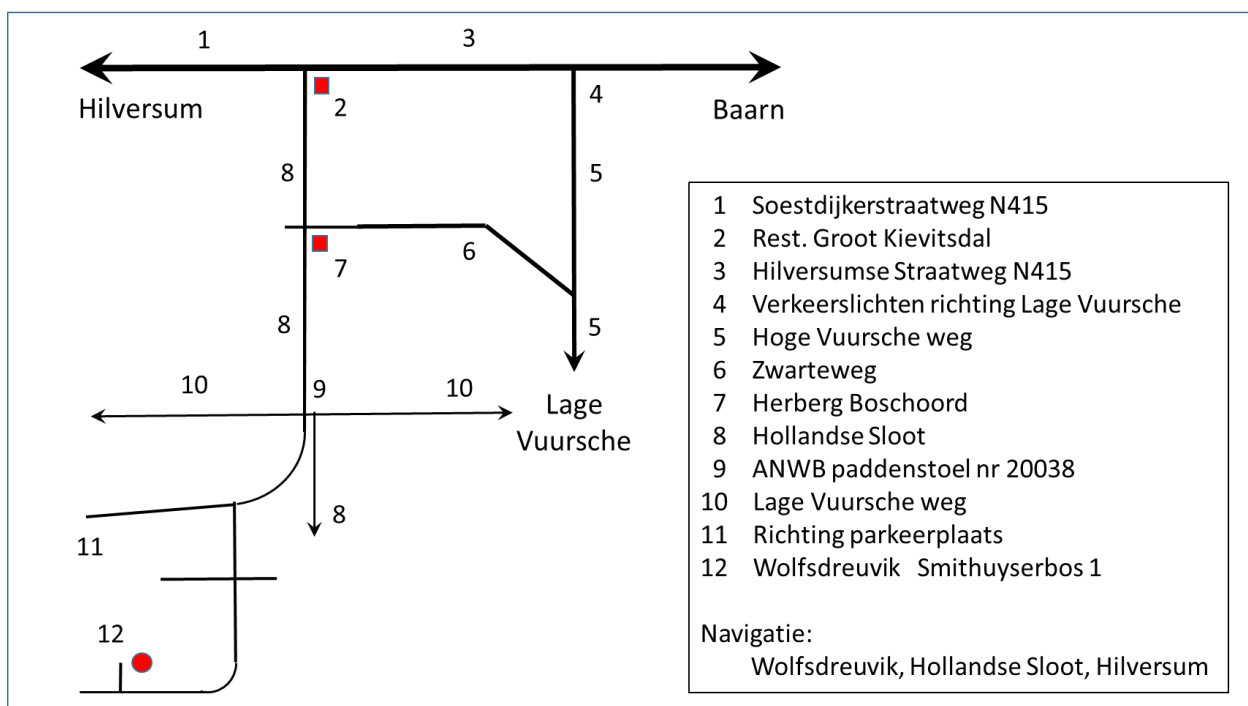 1
3
Hilversum
2
4
Baarn
8
5
6
7
8
5
10
9
10
Lage
Vuursche
8
11
12
1 Soestdijkerstraatweg N415
2 Rest. Groot Kievitsdal
3 Hilversumse Straatweg N415
4 Verkeerslichten richting Lage Vuursche
5 Hoge Vuursche weg
6 Zwarteweg
7 Herberg Boschoord
8 Hollandse Sloot
9 ANWB paddenstoel nr 20038
10 Lage Vuursche weg
11 Richting parkeerplaats
12 Wolfsdreuvik Smithuyserbos 1
Navigatie:
Wolfsdreuvik, Hollandse Sloot, Hilversum